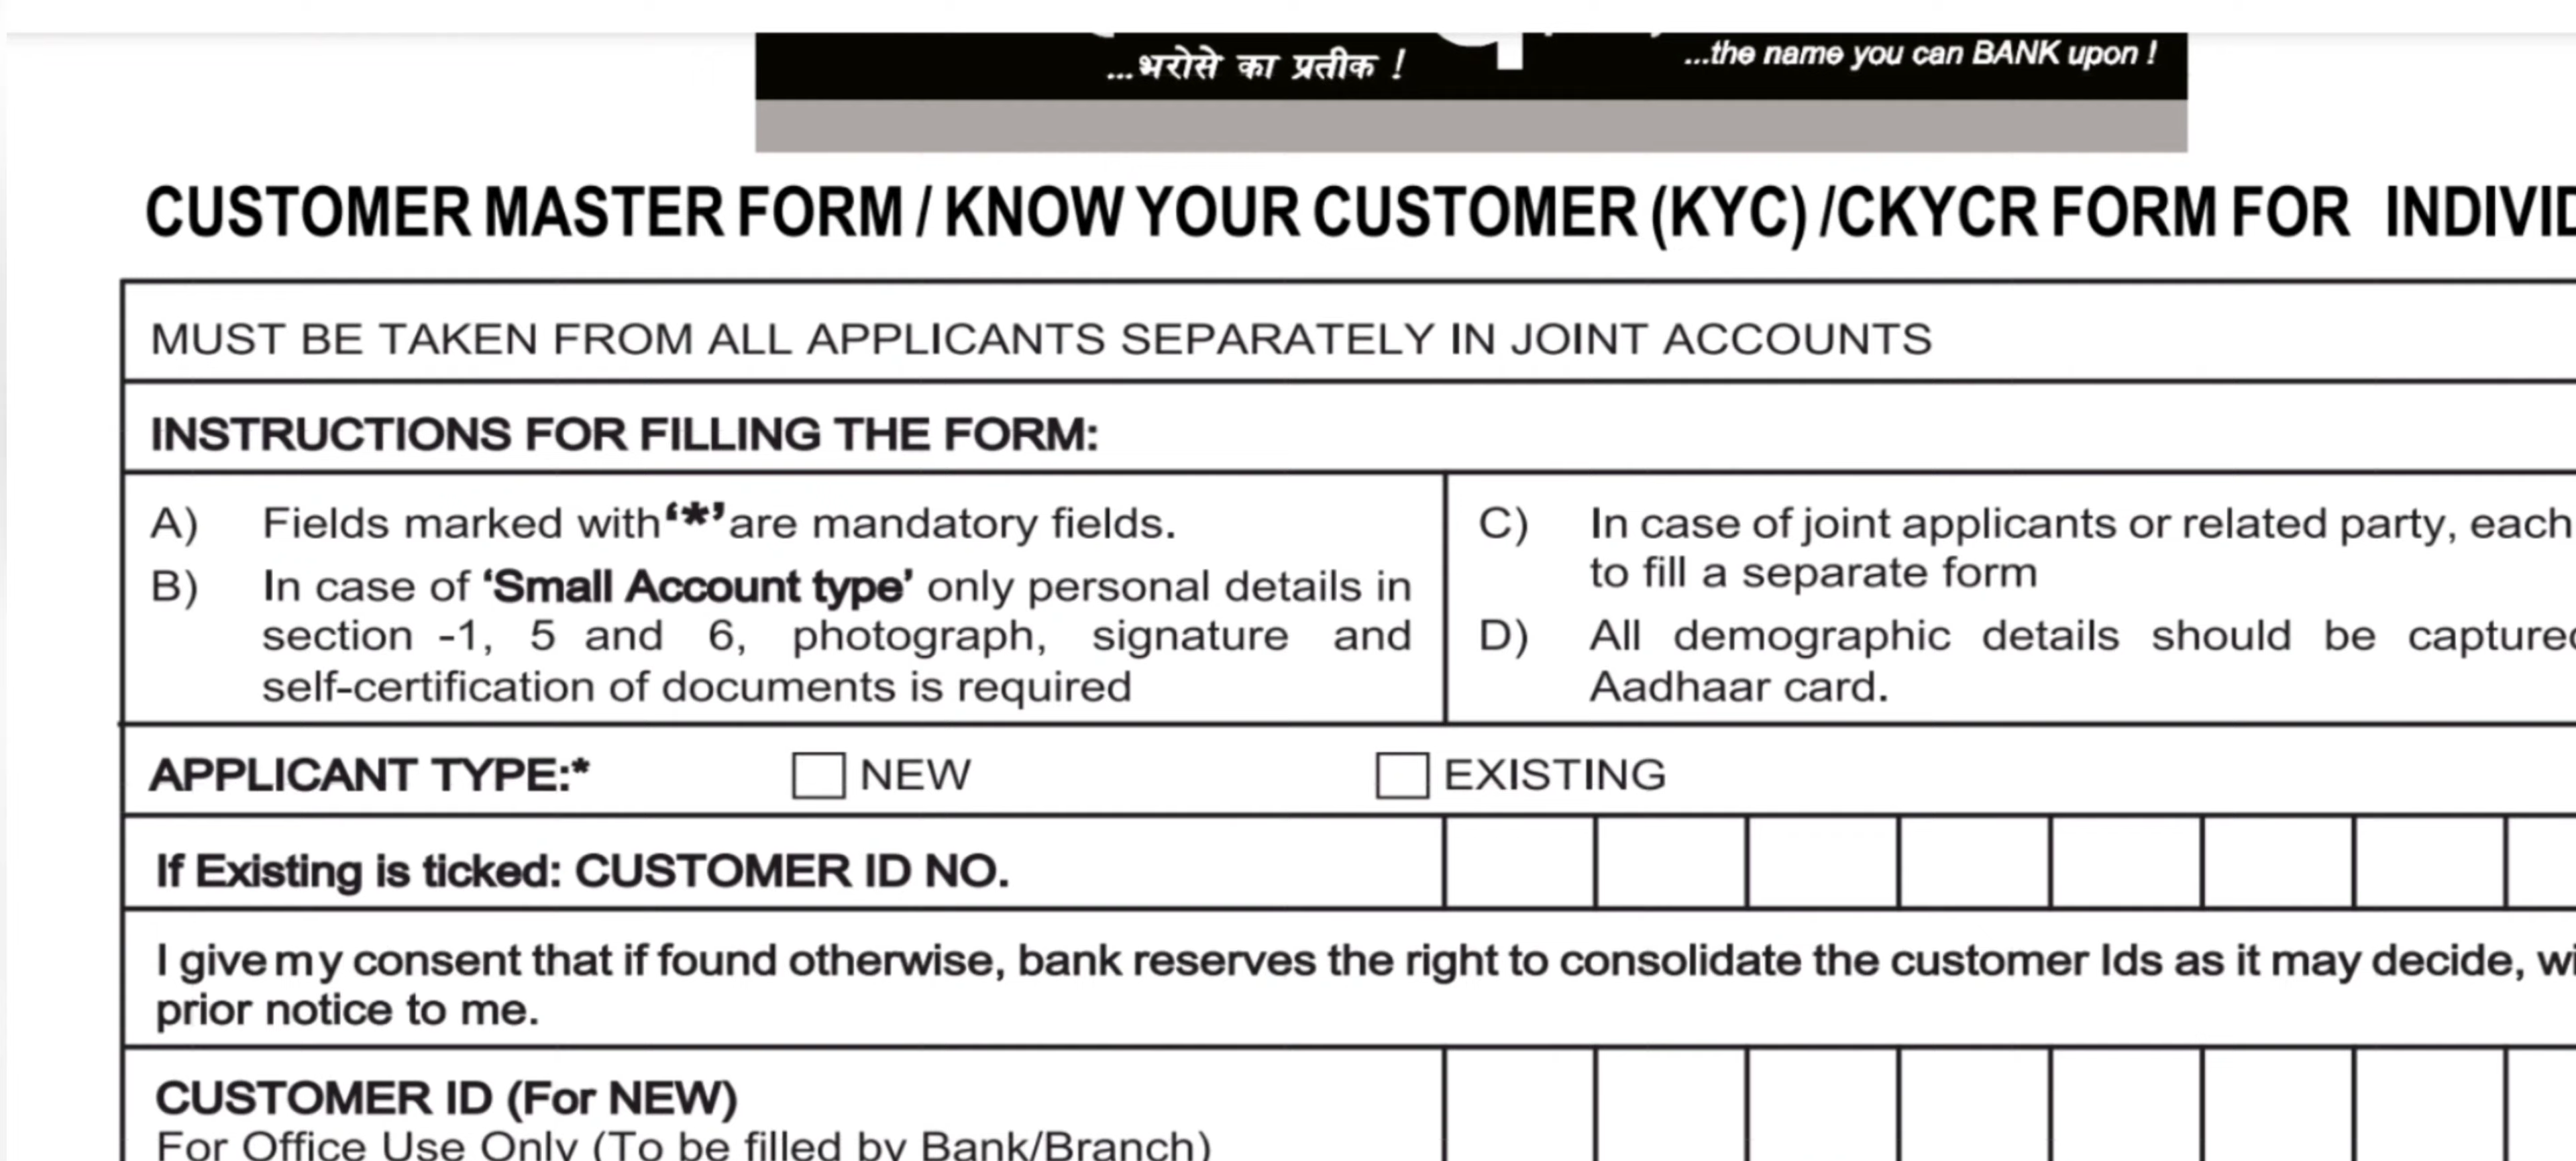 ...भरोसे का प्रतीक !
...the name you can BANK upon !
CUSTOMER MASTER FORM / KNOW YOUR CUSTOMER (KYC) /CKYCR FORM FOR
MUST BE TAKEN FROM ALL APPLICANTS SEPARATELY IN JOINT ACCOUNTS
INSTRUCTIONS FOR FILLING THE FORM:
A) Fields marked with ‘*’ are mandatory fields.
B) In case of ‘Small Account type’ only personal details in
section -1, 5 and 6, photograph, signature and
self-certification of documents is required
C) In case of joint applicants or related party, each
to fill a separate form
D) All demographic details should be captured
Aadhaar card.
APPLICANT TYPE:* NEW EXISTING
If Existing is ticked: CUSTOMER ID NO.
I give my consent that if found otherwise, bank reserves the right to consolidate the customer Ids as it may decide,
prior notice to me.
CUSTOMER ID (For NEW)
For Office Use Only (To be filled by Bank/Branch)